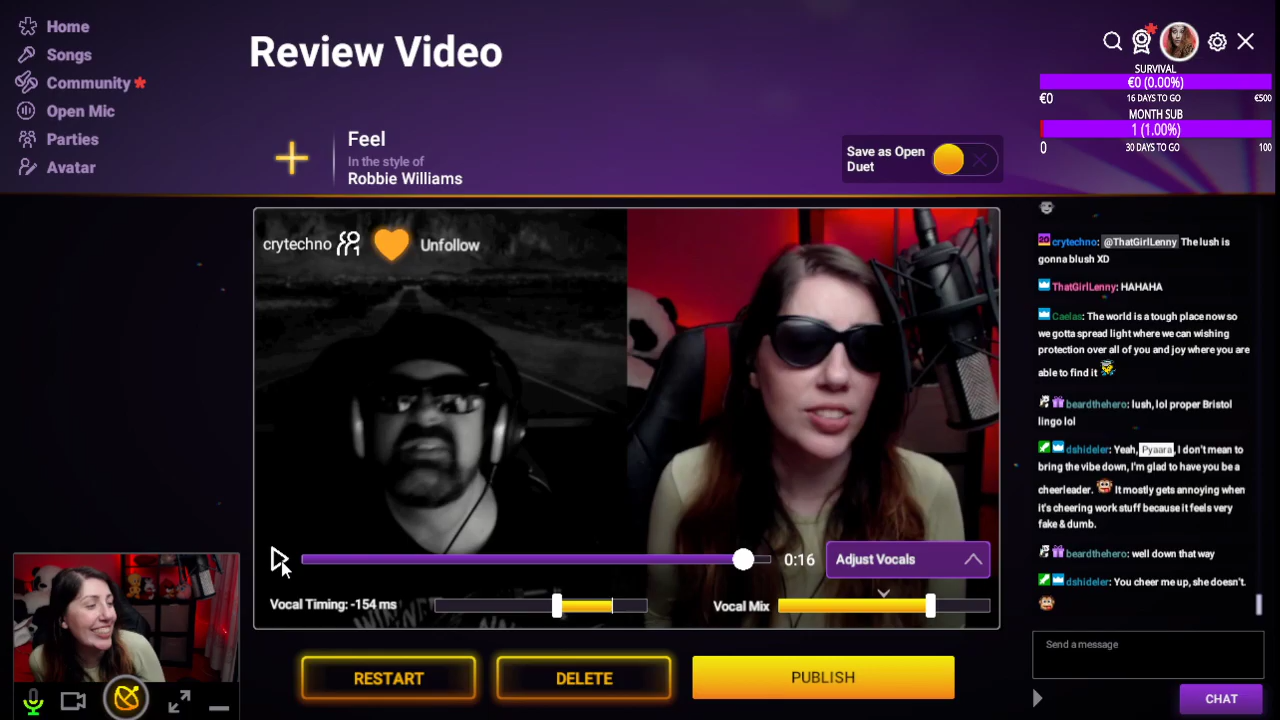 Home
Songs
Community *
Open Mic
Parties
Avatar
Review Video
Feel
In the style of
Robbie Williams
Save as Open
Duet
SURVIVAL
€0 (0.00%)
€0 16 DAYS TO GO €500
MONTH SUB
1 (1.00%)
0 30 DAYS TO GO 100
crytechno Unfollow
0:16 Adjust Vocals
Vocal Timing: -154 ms Vocal Mix
RESTART DELETE PUBLISH
crytechno: @ThatGirlLenny The lush is
gonna blush XD
ThatGirlLenny: HAHAHA
Caelas: The world is a tough place now so
we gotta spread light where we can wishing
protection over all of you and joy where you are
able to find it
beardthehero: lush, lol proper Bristol
lingo lol
dshideler: Yeah, Pyaara, I don't mean to
bring the vibe down, I'm glad to have you be a
cheerleader. It mostly gets annoying when
it's cheering work stuff because it feels very
fake & dumb.
beardthehero: well down that way
dshideler: You cheer me up, she doesn't.
Send a message
CHAT